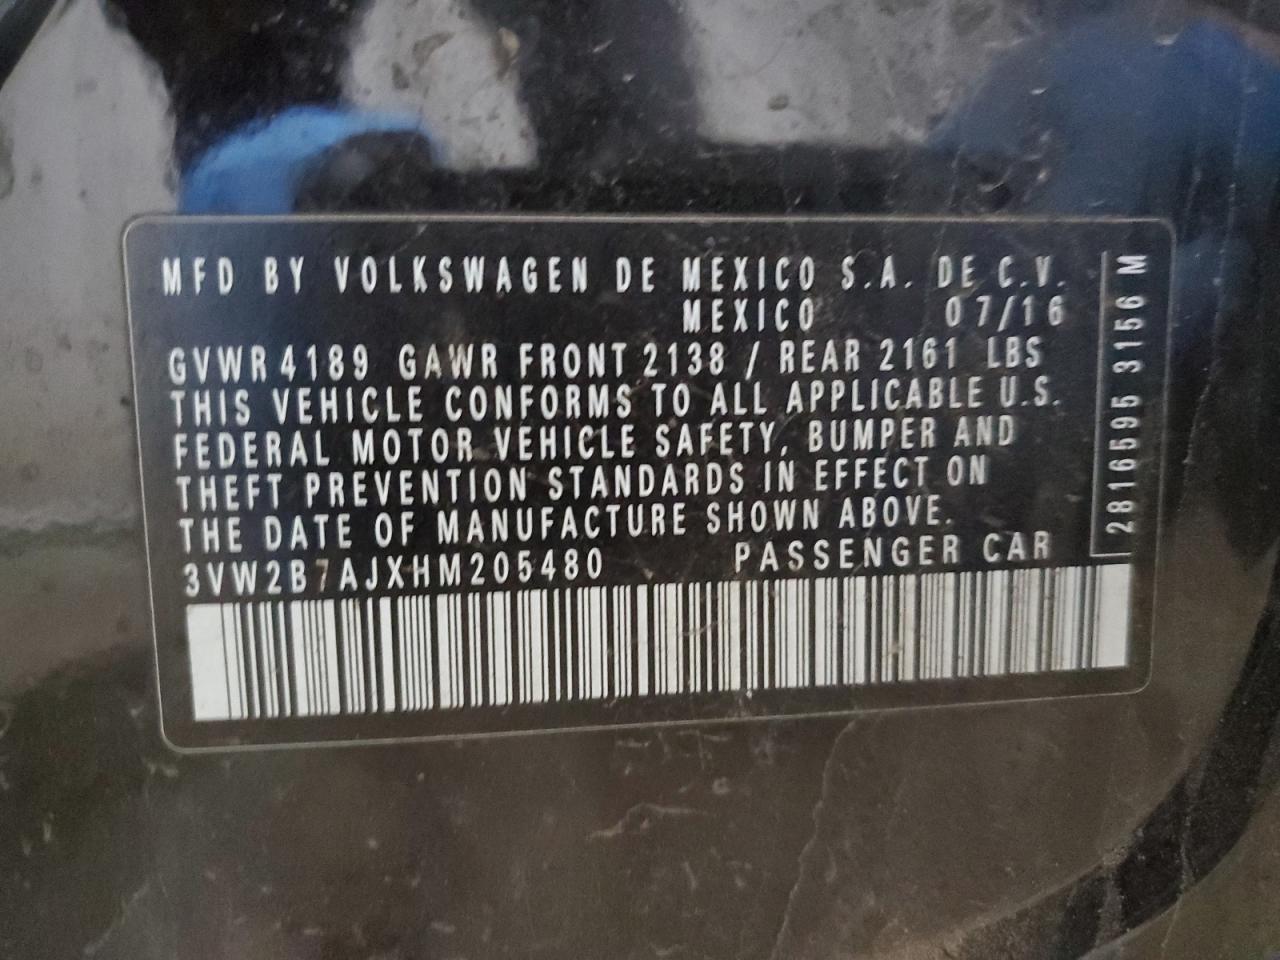 MFD BY VOLKSWAGEN DE MEXICO S.A. DE C.V.
MEXICO 07/16
GVWR 4189 GAWR FRONT 2138 / REAR 2161 LBS
THIS VEHICLE CONFORMS TO ALL APPLICABLE U.S.
FEDERAL MOTOR VEHICLE SAFETY, BUMPER AND
THEFT PREVENTION STANDARDS IN EFFECT ON
THE DATE OF MANUFACTURE SHOWN ABOVE.
3VW2B7AJXHM205480 PASSENGER CAR
2816595 3156 M